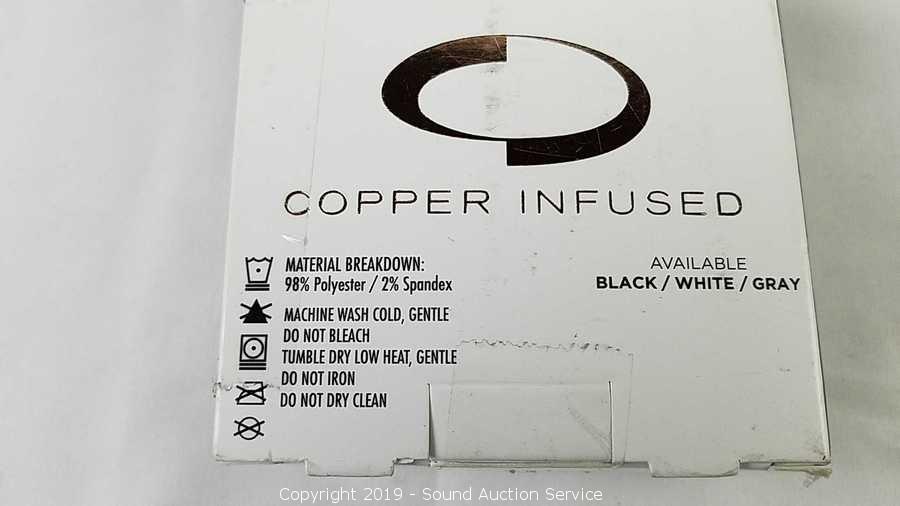 COPPER INFUSED
MATERIAL BREAKDOWN:
98% Polyester / 2% Spandex
MACHINE WASH COLD, GENTLE
DO NOT BLEACH
TUMBLE DRY LOW HEAT, GENTLE
DO NOT IRON
DO NOT DRY CLEAN
AVAILABLE
BLACK / WHITE / GRAY
Copyright 2019 - Sound Auction Service